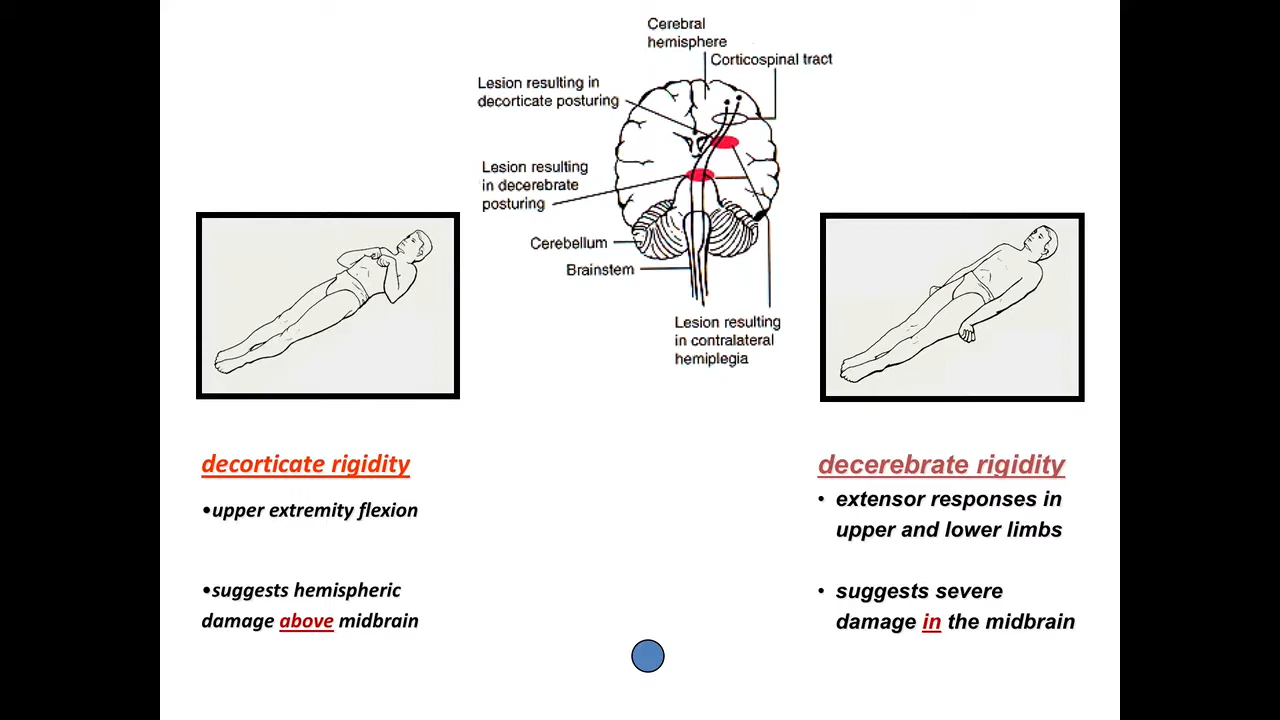 Cerebral
hemisphere
Corticospinal tract
Lesion resulting in
decorticate posturing
Lesion resulting
in decerebrate
posturing
Cerebellum
Brainstem
Lesion resulting
in contralateral
hemiplegia
decorticate rigidity
•upper extremity flexion
•suggests hemispheric
damage above midbrain
decerebrate rigidity
• extensor responses in
upper and lower limbs
• suggests severe
damage in the midbrain